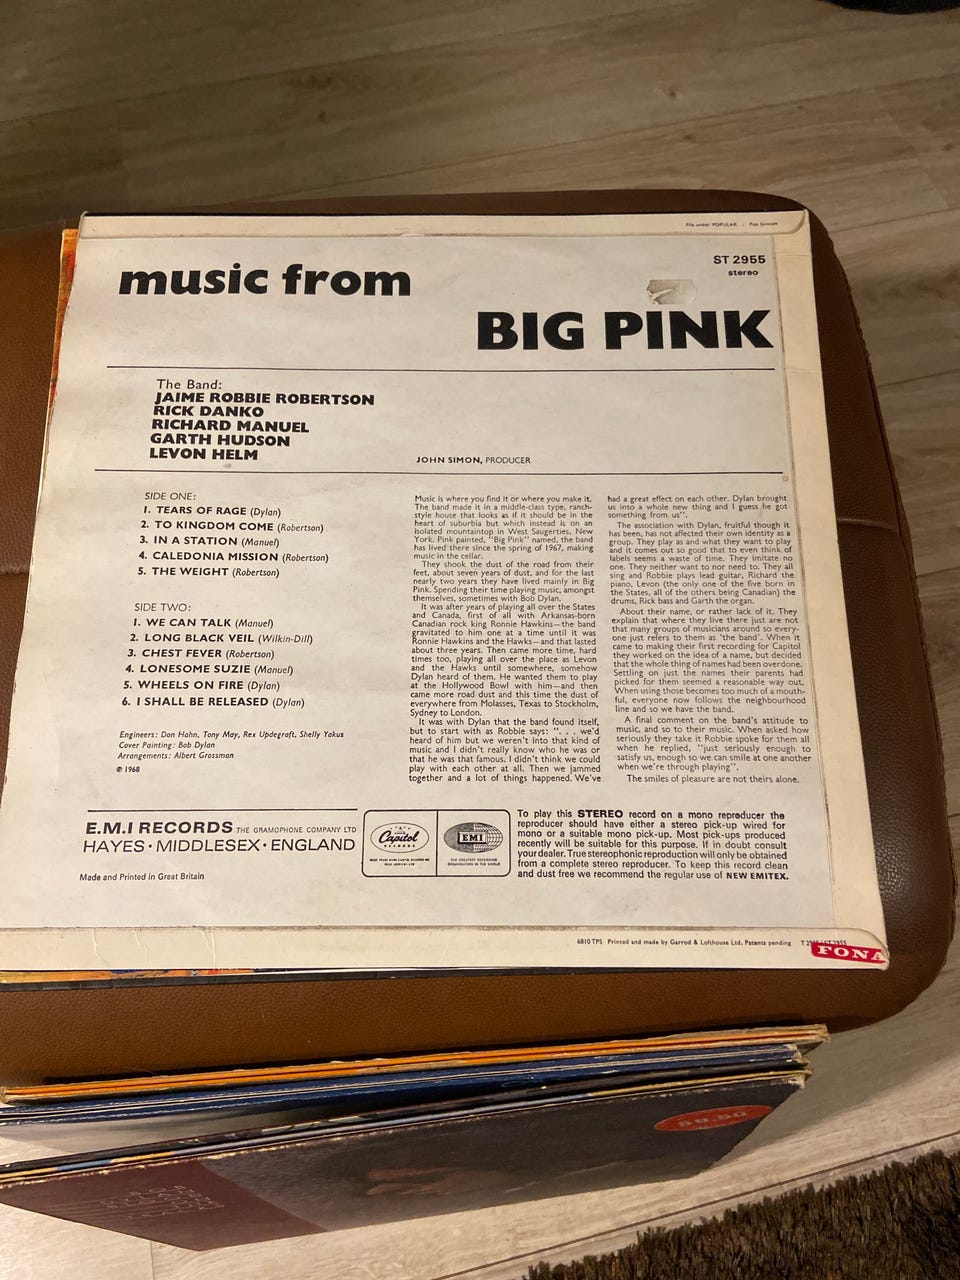 File under POPULAR : Pop Groups
ST 2955
stereo
music from
BIG PINK
The Band:
JAIME ROBBIE ROBERTSON
RICK DANKO
RICHARD MANUEL
GARTH HUDSON
LEVON HELM
JOHN SIMON, PRODUCER
SIDE ONE:
1. TEARS OF RAGE (Dylan)
2. TO KINGDOM COME (Robertson)
3. IN A STATION (Manuel)
4. CALEDONIA MISSION (Robertson)
5. THE WEIGHT (Robertson)
SIDE TWO:
1. WE CAN TALK (Manuel)
2. LONG BLACK VEIL (Wilkin-Dill)
3. CHEST FEVER (Robertson)
4. LONESOME SUZIE (Manuel)
5. WHEELS ON FIRE (Dylan)
6. I SHALL BE RELEASED (Dylan)
Engineers: Don Hahn, Tony May, Rex Updegraft, Shelly Yakus
Cover Painting: Bob Dylan
Arrangements: Albert Grossman
℗ 1968
Music is where you find it or where you make it.
The band made it in a middle-class type, ranch-
style house that looks as if it should be in the
heart of suburbia but which instead is on an
isolated mountaintop in West Saugerties, New
York. Pink painted, "Big Pink" named, the band
has lived there since the spring of 1967, making
music in the cellar.
They shook the dust of the road from their
feet, about seven years of dust, and for the last
nearly two years they have lived mainly in Big
Pink. Spending their time playing music, amongst
themselves, sometimes with Bob Dylan.
It was after years of playing all over the States
and Canada, first of all with Arkansas-born
Canadian rock king Ronnie Hawkins—the band
gravitated to him one at a time until it was
Ronnie Hawkins and the Hawks—and that lasted
about three years. Then came more time, hard
times too, playing all over the place as Levon
and the Hawks until somewhere, somehow
Dylan heard of them. He wanted them to play
at the Hollywood Bowl with him—and then
came more road dust and this time the dust of
everywhere from Molasses, Texas to Stockholm,
Sydney to London.
It was with Dylan that the band found itself,
but to start with as Robbie says: ". . . we'd
heard of him but we weren't into that kind of
music and I didn't really know who he was or
that he was that famous. I didn't think we could
play with each other at all. Then we jammed
together and a lot of things happened. We've
had a great effect on each other. Dylan brought
us into a whole new thing and I guess he got
something from us".
The association with Dylan, fruitful though it
has been, has not affected their own identity as a
group. They play as and what they want to play
and it comes out so good that to even think of
labels seems a waste of time. They imitate no
one. They neither want to nor need to. They all
sing and Robbie plays lead guitar, Richard the
piano, Levon (the only one of the five born in
the States, all of the others being Canadian) the
drums, Rick bass and Garth the organ.
About their name, or rather lack of it. They
explain that where they live there just are not
that many groups of musicians around so every-
one just refers to them as 'the band'. When it
came to making their first recording for Capitol
they worked on the idea of a name, but decided
that the whole thing of names had been overdone.
Settling on just the names their parents had
picked for them seemed a reasonable way out.
When using those becomes too much of a mouth-
ful, everyone now follows the neighbourhood
line and so we have the band.
A final comment on the band's attitude to
music, and so to their music. When asked how
seriously they take it Robbie spoke for them all
when he replied, "just seriously enough to
satisfy us, enough so we can smile at one another
when we're through playing".
The smiles of pleasure are not theirs alone.
E.M.I RECORDS THE GRAMOPHONE COMPANY LTD
HAYES · MIDDLESEX · ENGLAND
Made and Printed in Great Britain
Capitol
RECORDS
EMI
THE GREATEST RECORDING
ORGANISATION IN THE WORLD
To play this STEREO record on a mono reproducer the
reproducer should have either a stereo pick-up wired for
mono or a suitable mono pick-up. Most pick-ups produced
recently will be suitable for this purpose. If in doubt consult
your dealer. True stereophonic reproduction will only be obtained
from a complete stereo reproducer. To keep this record clean
and dust free we recommend the regular use of NEW EMITEX.
6810 TPS Printed and made by Garrod & Lofthouse Ltd. Patents pending
FONA
59.50